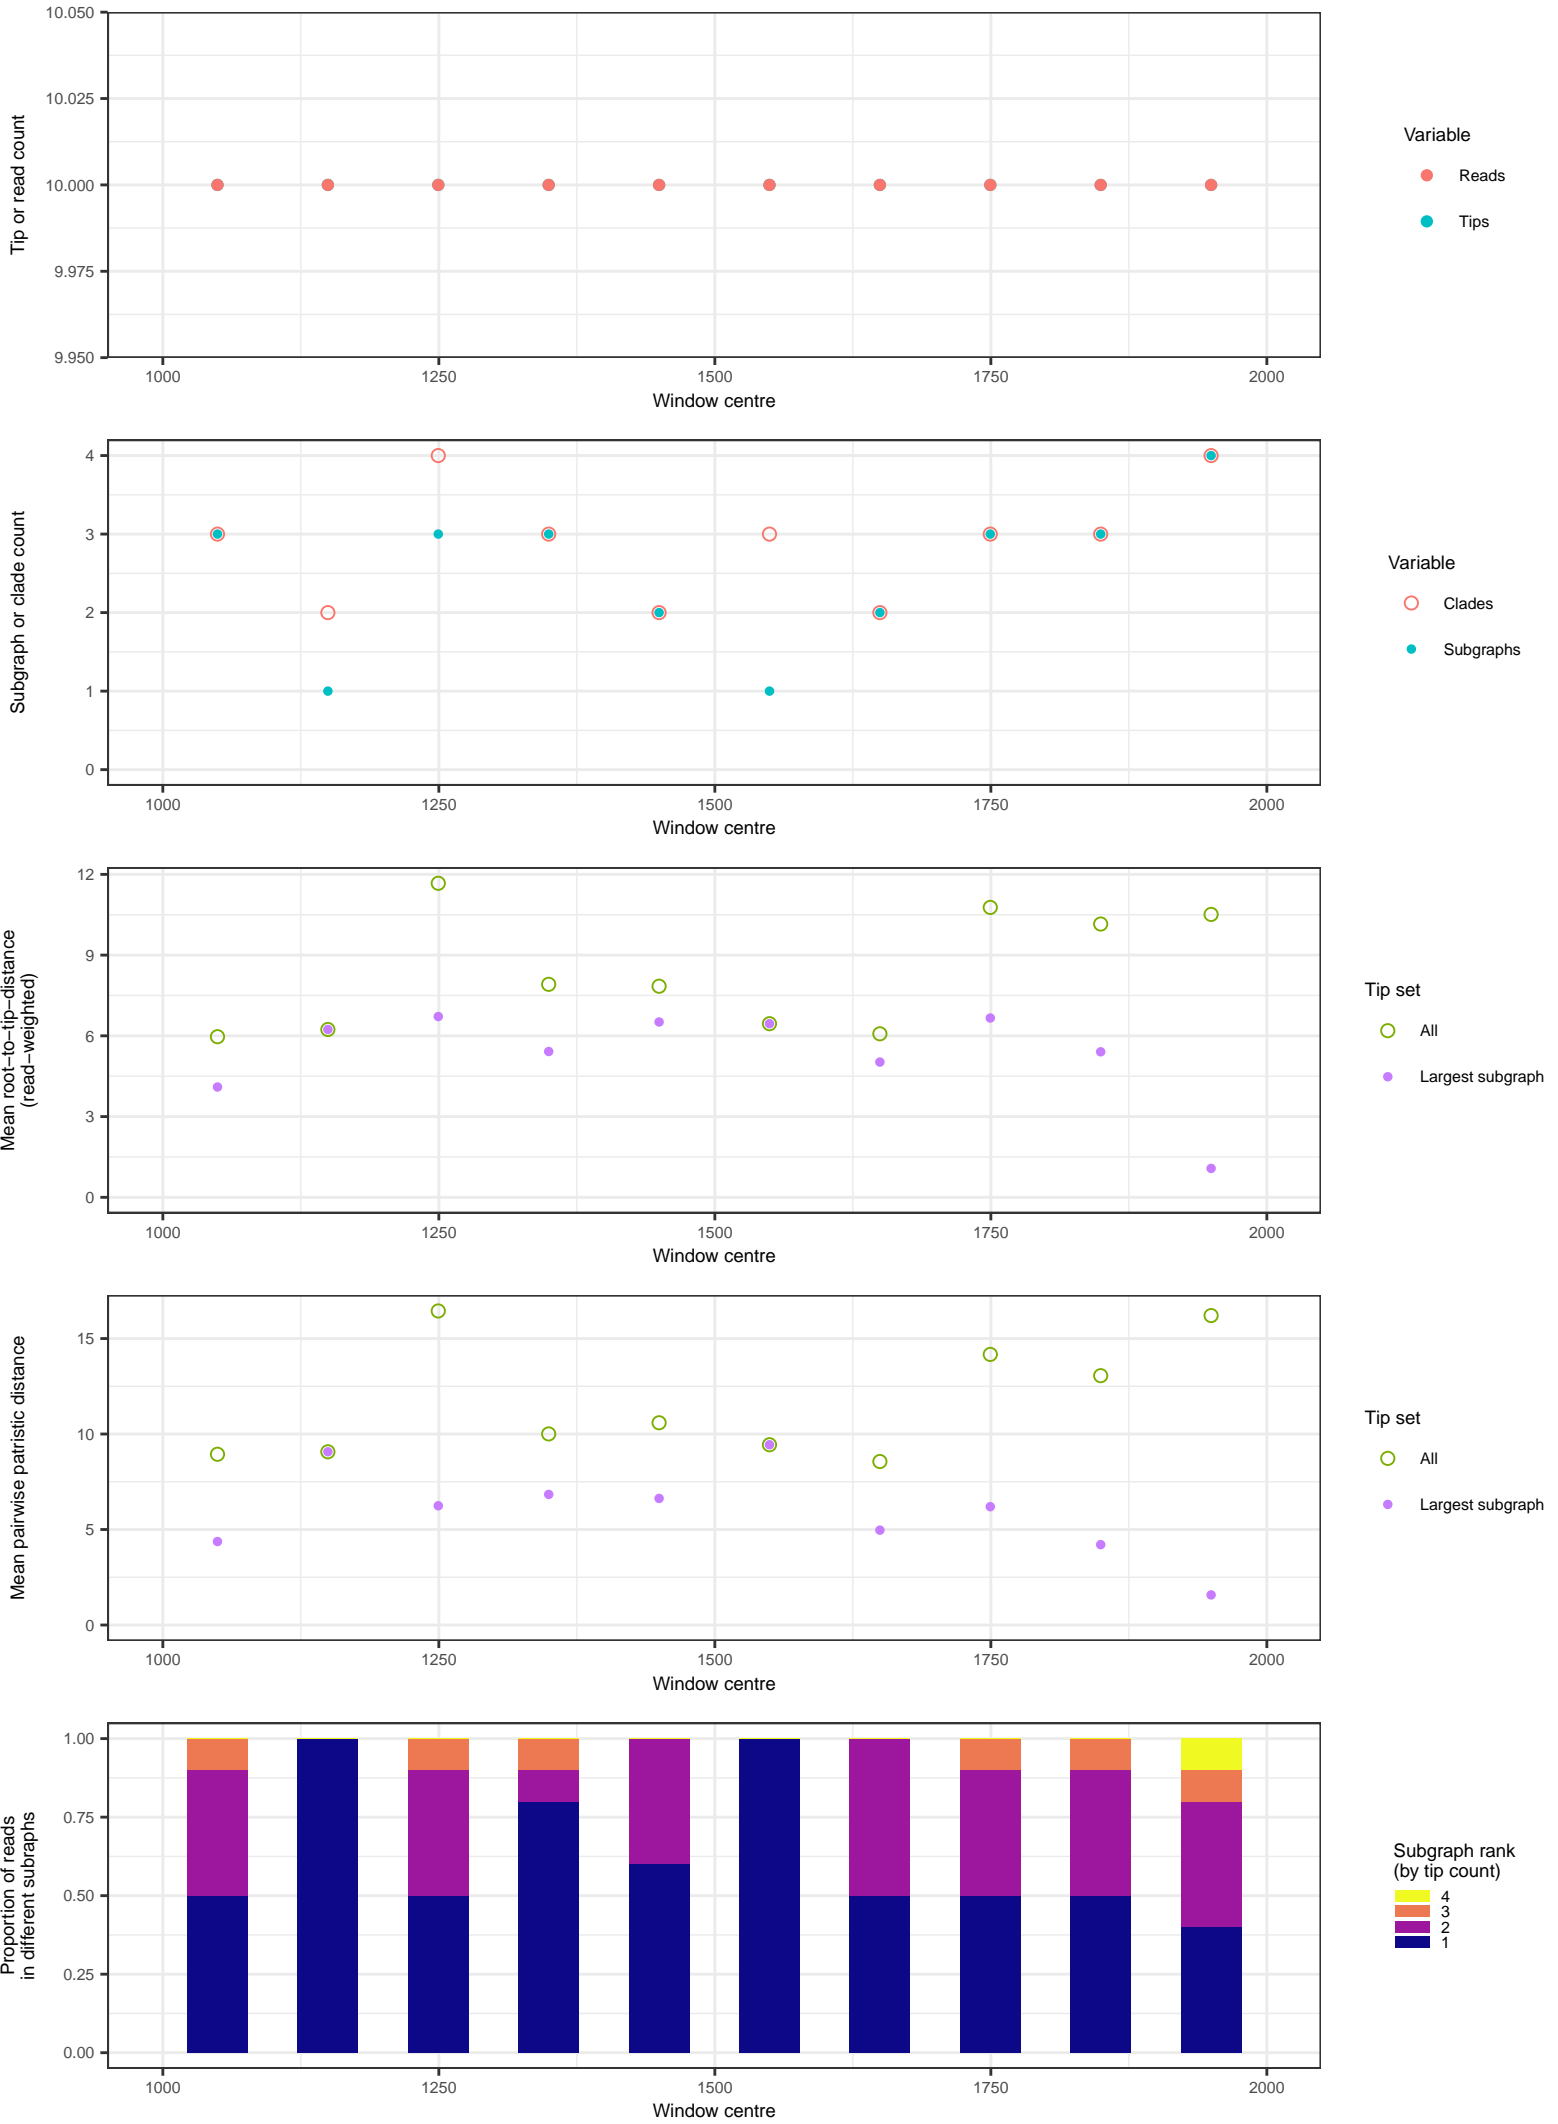 10.050
10.025
10.000
9.975
9.950
Tip or read count
1000 1250 1500 1750 2000
Window centre
Variable
Reads
Tips
4
3
2
1
0
Subgraph or clade count
1000 1250 1500 1750 2000
Window centre
Variable
Clades
Subgraphs
12
9
6
3
0
Mean root−to−tip−distance
(read−weighted)
1000 1250 1500 1750 2000
Window centre
Tip set
All
Largest subgraph
15
10
5
0
Mean pairwise patristic distance
1000 1250 1500 1750 2000
Window centre
Tip set
All
Largest subgraph
1.00
0.75
0.50
0.25
0.00
Proportion of reads
in different subraphs
1000 1250 1500 1750 2000
Window centre
Subgraph rank
(by tip count)
4
3
2
1